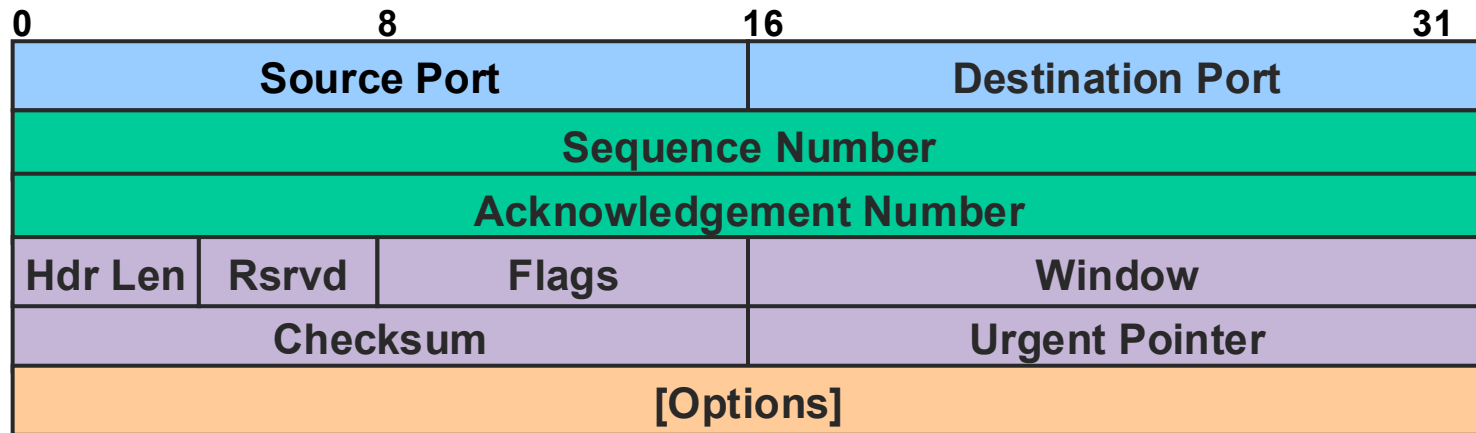 0 8 16 31
Source Port Destination Port
Sequence Number
Acknowledgement Number
Hdr Len Rsrvd Flags Window
Checksum Urgent Pointer
[Options]